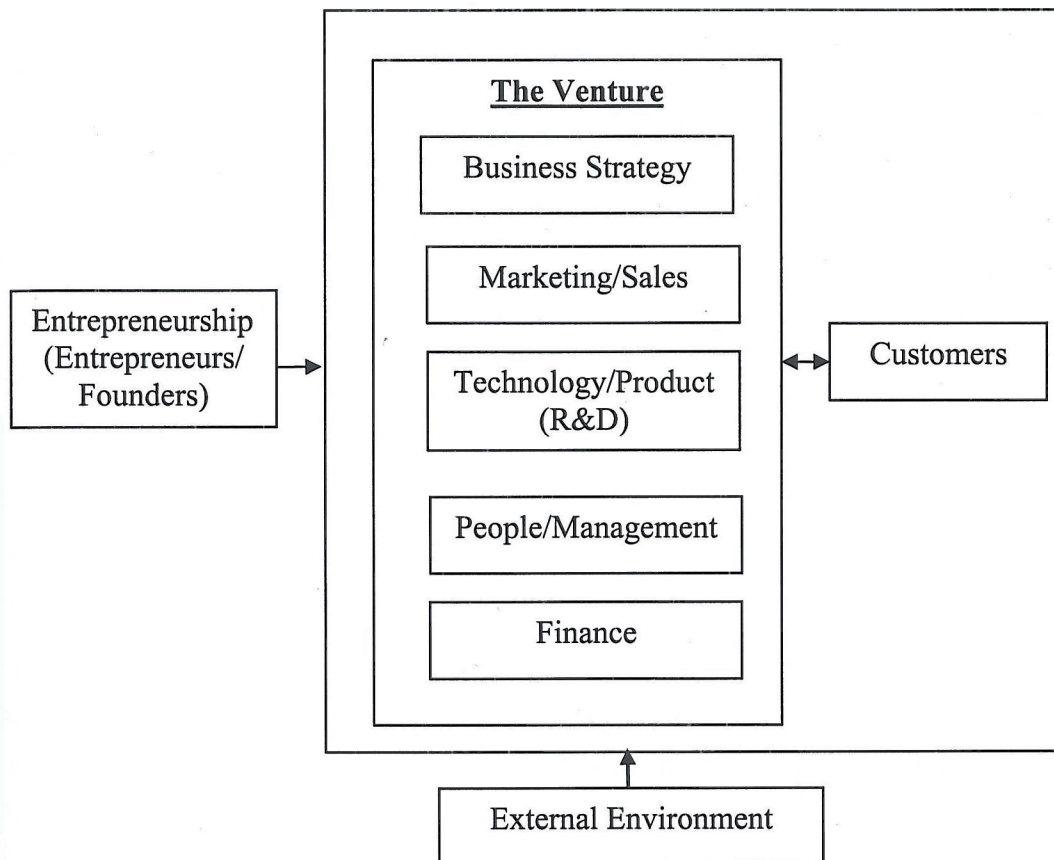 The Venture
Business Strategy
Marketing/Sales
Entrepreneurship
(Entrepreneurs/
Founders)
Technology/Product
(R&D)
Customers
People/Management
Finance
External Environment